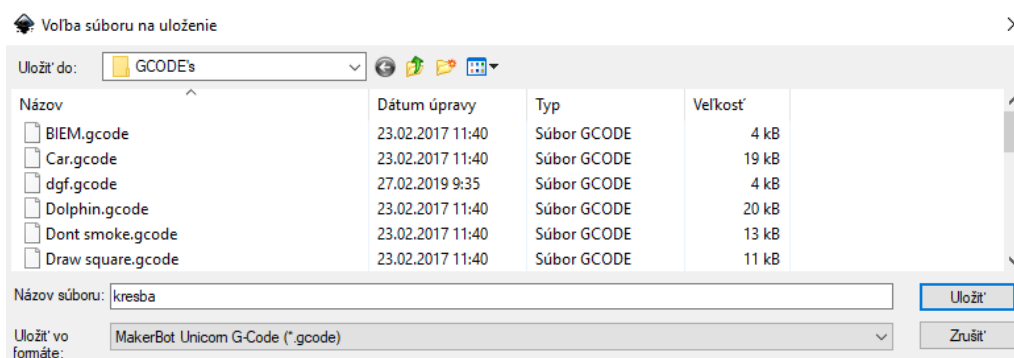 Voľba súboru na uloženie
Uložiť do: GCODE's
Názov Dátum úpravy Typ Veľkosť
BIEM.gcode 23.02.2017 11:40 Súbor GCODE 4 kB
Car.gcode 23.02.2017 11:40 Súbor GCODE 19 kB
dgf.gcode 27.02.2019 9:35 Súbor GCODE 4 kB
Dolphin.gcode 23.02.2017 11:40 Súbor GCODE 20 kB
Dont smoke.gcode 23.02.2017 11:40 Súbor GCODE 13 kB
Draw square.gcode 23.02.2017 11:40 Súbor GCODE 11 kB
Názov súboru: kresba Uložiť
Uložiť vo formáte: MakerBot Unicorn G-Code (*.gcode) Zrušiť